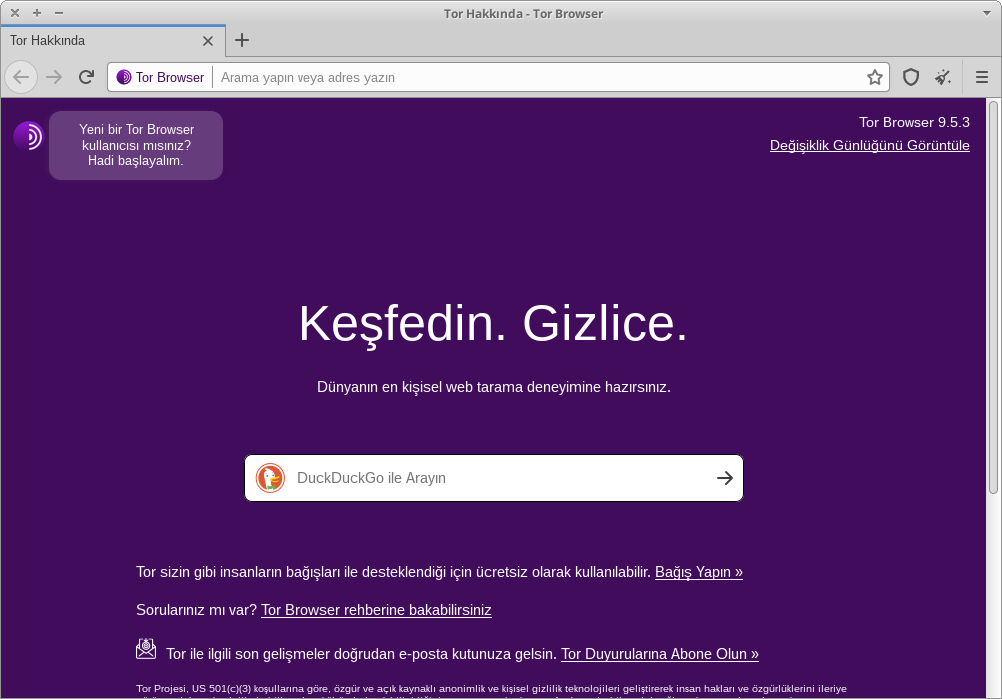 Tor Hakkında - Tor Browser
Tor Hakkında
Tor Browser
Arama yapın veya adres yazın
Yeni bir Tor Browser
kullanıcısı mısınız?
Hadi başlayalım.
Tor Browser 9.5.3
Değişiklik Günlüğünü Görüntüle
Keşfedin. Gizlice.
Dünyanın en kişisel web tarama deneyimine hazırsınız.
DuckDuckGo ile Arayın
Tor sizin gibi insanların bağışları ile desteklendiği için ücretsiz olarak kullanılabilir. Bağış Yapın »
Sorularınız mı var? Tor Browser rehberine bakabilirsiniz
Tor ile ilgili son gelişmeler doğrudan e-posta kutunuza gelsin. Tor Duyurularına Abone Olun »
Tor Projesi, US 501(c)(3) koşullarına göre, özgür ve açık kaynaklı anonimlik ve kişisel gizlilik teknolojileri geliştirerek insan hakları ve özgürlüklerini ileriye